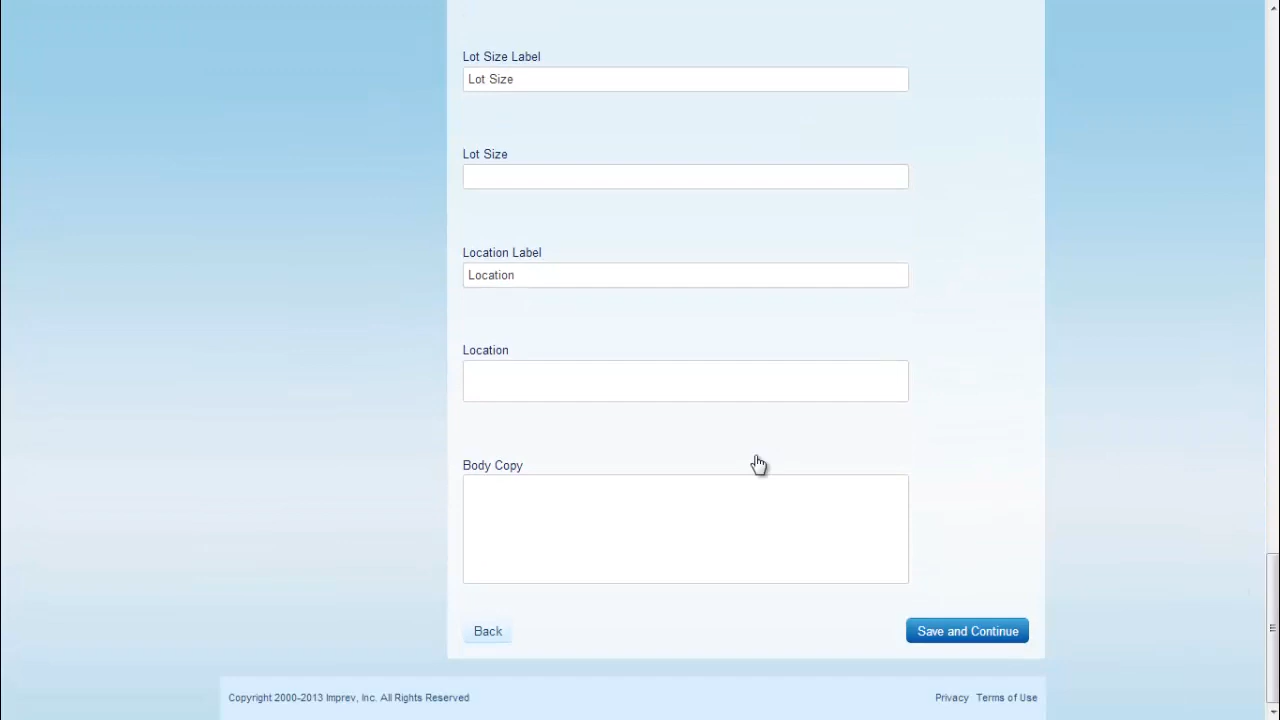 Lot Size Label
Lot Size
Lot Size
Location Label
Location
Location
Body Copy
Back
Save and Continue
Copyright 2000-2013 Imprev, Inc. All Rights Reserved
Privacy Terms of Use